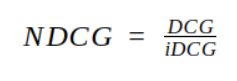 NDCG = DCG / iDCG